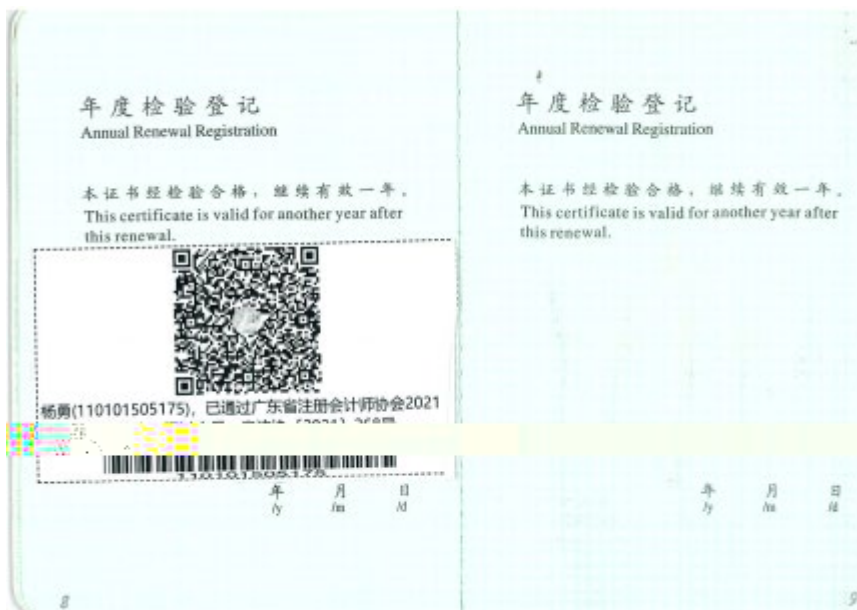 年度检验登记
Annual Renewal Registration
本证书经检验合格，继续有效一年。
This certificate is valid for another year after
this renewal.
杨勇(110101505175)，已通过广东省注册会计师协会2021
110101505175
年 月 日
/y /m /d
8
年度检验登记
Annual Renewal Registration
本证书经检验合格，继续有效一年。
This certificate is valid for another year after
this renewal.
年 月 日
/y /m /d
9